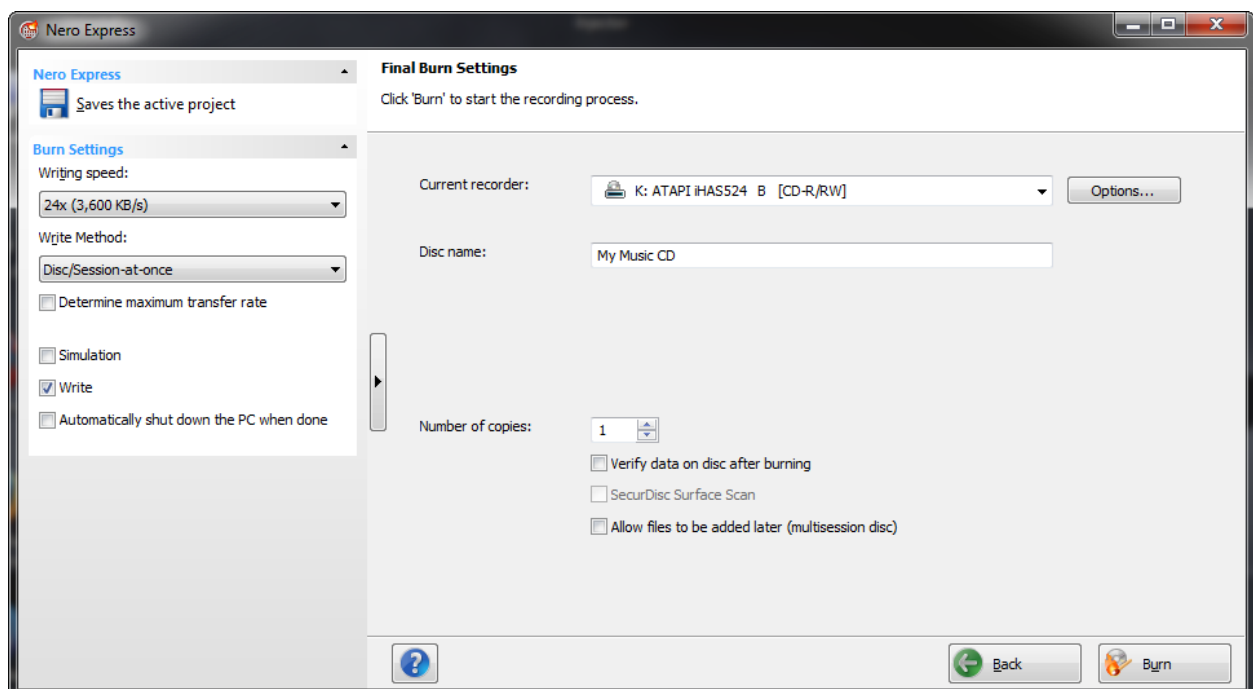 Nero Express
Nero Express
Saves the active project
Burn Settings
Writing speed:
24x (3,600 KB/s)
Write Method:
Disc/Session-at-once
Determine maximum transfer rate
Simulation
Write
Automatically shut down the PC when done
Final Burn Settings
Click 'Burn' to start the recording process.
Current recorder:
K: ATAPI iHAS524 B [CD-R/RW]
Options...
Disc name:
My Music CD
Number of copies:
1
Verify data on disc after burning
SecurDisc Surface Scan
Allow files to be added later (multisession disc)
Back
Burn